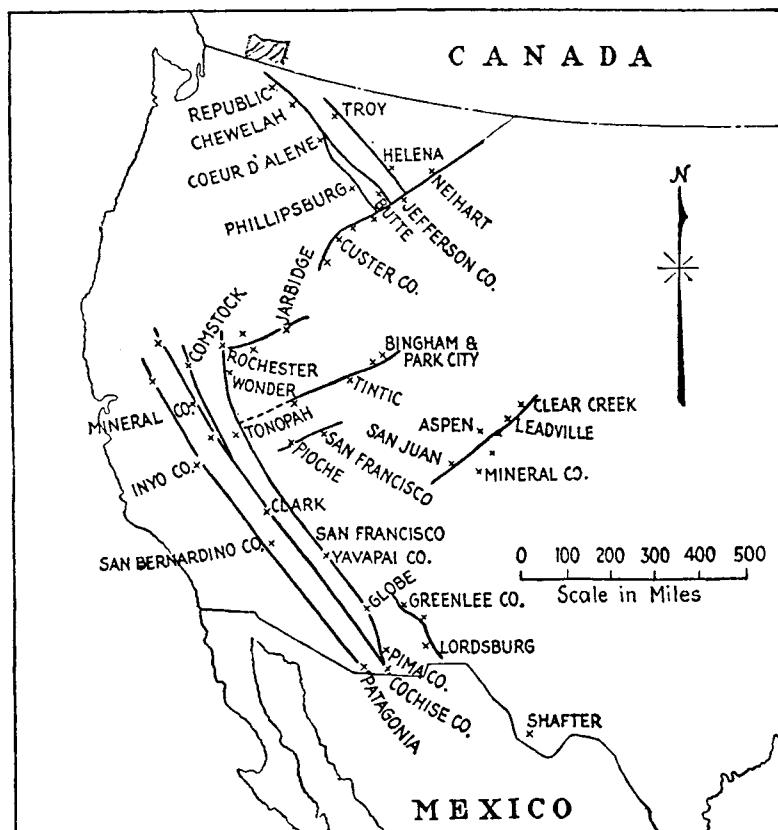 CANADA
REPUBLIC
CHEWELAH
TROY
COEUR D'ALENE
HELENA
NEIHART
N
PHILLIPSBURG
BUTTE
JEFFERSON CO.
CUSTER CO.
JARBIDGE
COMSTOCK
BINGHAM &
PARK CITY
ROCHESTER
WONDER
TINTIC
MINERAL CO.
TONOPAH
CLEAR CREEK
ASPEN
LEADVILLE
SAN JUAN
SAN FRANCISCO
PIOCHE
MINERAL CO.
INYO CO.
CLARK
SAN BERNARDINO CO.
SAN FRANCISCO
YAVAPAI CO.
0 100 200 300 400 500
Scale in Miles
GLOBE
GREENLEE CO.
LORDSBURG
PIMA CO.
COCHISE CO.
PATAGONIA
SHAFTER
MEXICO